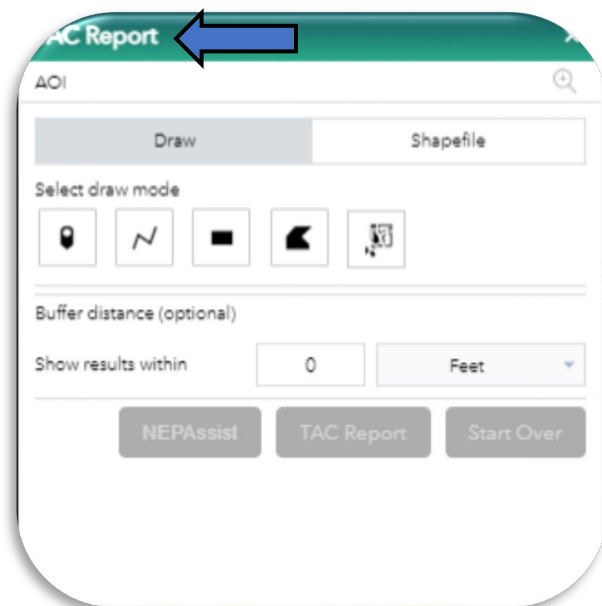 AC Report
AOI
Draw Shapefile
Select draw mode
Buffer distance (optional)
Show results within 0 Feet
NEPAssist TAC Report Start Over